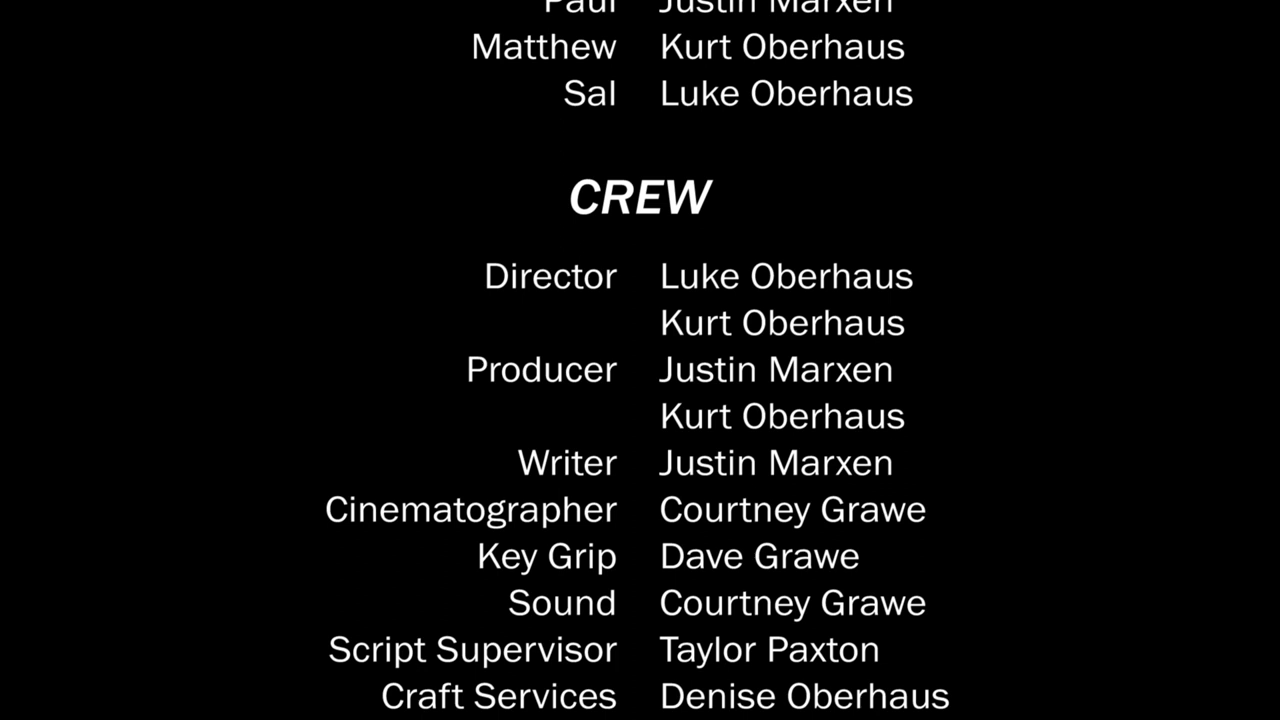 Paul Justin Marxen
Matthew Kurt Oberhaus
Sal Luke Oberhaus
CREW
Director Luke Oberhaus
Kurt Oberhaus
Producer Justin Marxen
Kurt Oberhaus
Writer Justin Marxen
Cinematographer Courtney Grawe
Key Grip Dave Grawe
Sound Courtney Grawe
Script Supervisor Taylor Paxton
Craft Services Denise Oberhaus